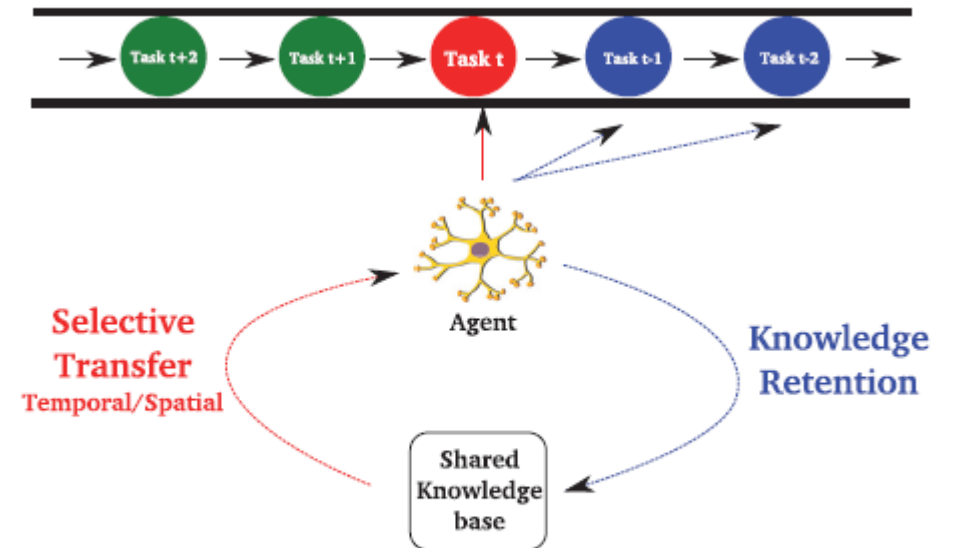 Task t+2
Task t+1
Task t
Task t-1
Task t-2
Agent
Selective
Transfer
Temporal/Spatial
Knowledge
Retention
Shared
Knowledge
base